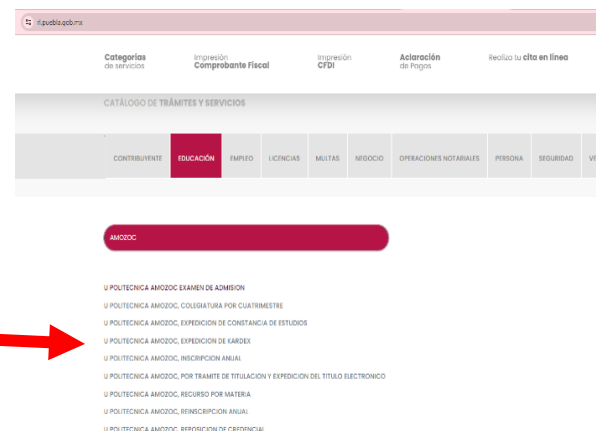 rl.puebla.gob.mx
Categorías
de servicios
Impresión
Comprobante Fiscal
Impresión
CFDI
Aclaración
de Pagos
Realiza tu cita en línea
CATÁLOGO DE TRÁMITES Y SERVICIOS
CONTRIBUYENTE EDUCACIÓN EMPLEO LICENCIAS MULTAS NEGOCIO OPERACIONES NOTARIALES PERSONA SEGURIDAD
AMOZOC
U POLITECNICA AMOZOC EXAMEN DE ADMISION
U POLITECNICA AMOZOC, COLEGIATURA POR CUATRIMESTRE
U POLITECNICA AMOZOC, EXPEDICION DE CONSTANCIA DE ESTUDIOS
U POLITECNICA AMOZOC, EXPEDICION DE KARDEX
U POLITECNICA AMOZOC, INSCRIPCION ANUAL
U POLITECNICA AMOZOC, POR TRAMITE DE TITULACION Y EXPEDICION DEL TITULO ELECTRONICO
U POLITECNICA AMOZOC, RECURSO POR MATERIA
U POLITECNICA AMOZOC, REINSCRIPCION ANUAL
U POLITECNICA AMOZOC, REPOSICION DE CREDENCIAL